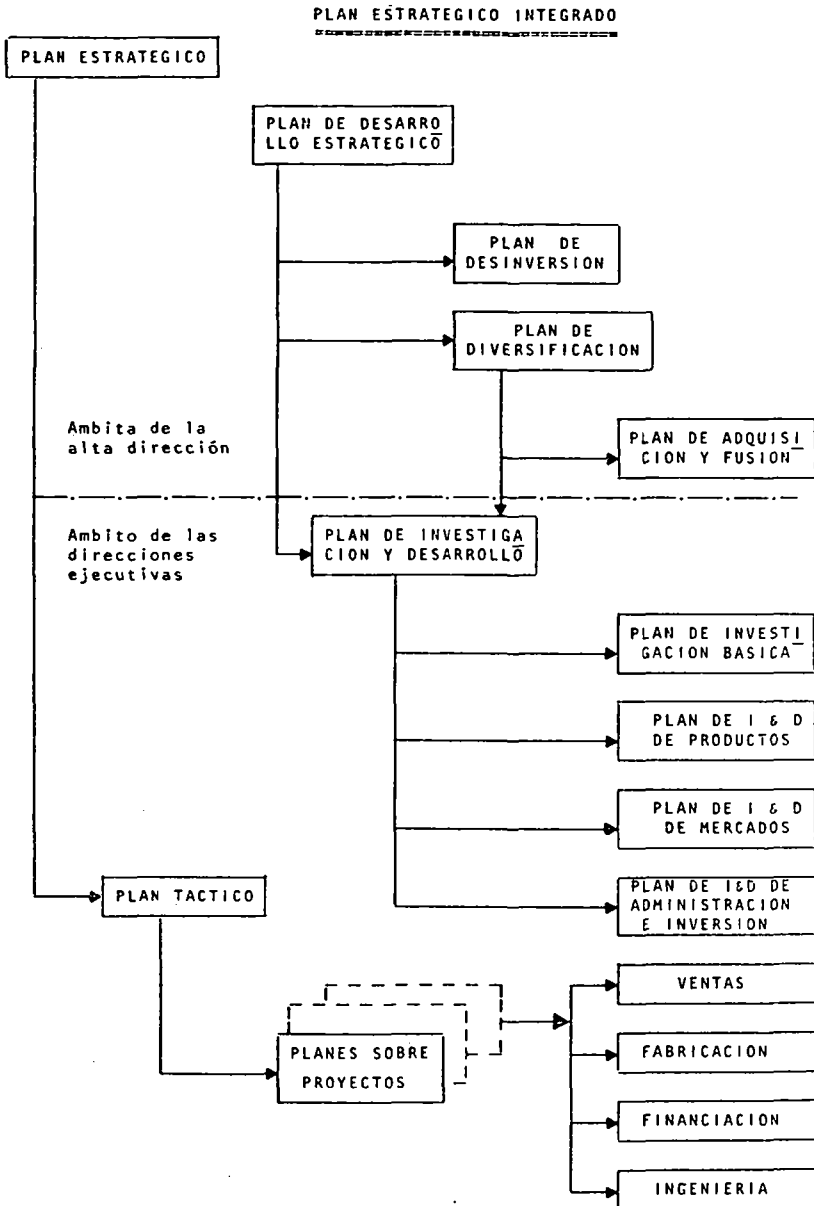 PLAN ESTRATEGICO INTEGRADO
PLAN ESTRATEGICO
PLAN DE DESARRO
LLO ESTRATEGICO
PLAN DE
DESINVERSION
PLAN DE
DIVERSIFICACION
Ambita de la
alta dirección
PLAN DE ADQUISI
CION Y FUSION
Ambito de las
direcciones
ejecutivas
PLAN DE INVESTIGA
CION Y DESARROLLO
PLAN DE INVESTI
GACION BASICA
PLAN DE I & D
DE PRODUCTOS
PLAN DE I & D
DE MERCADOS
PLAN TACTICO
PLAN DE I&D DE
ADMINISTRACION
E INVERSION
PLANES SOBRE
PROYECTOS
VENTAS
FABRICACION
FINANCIACION
INGENIERIA